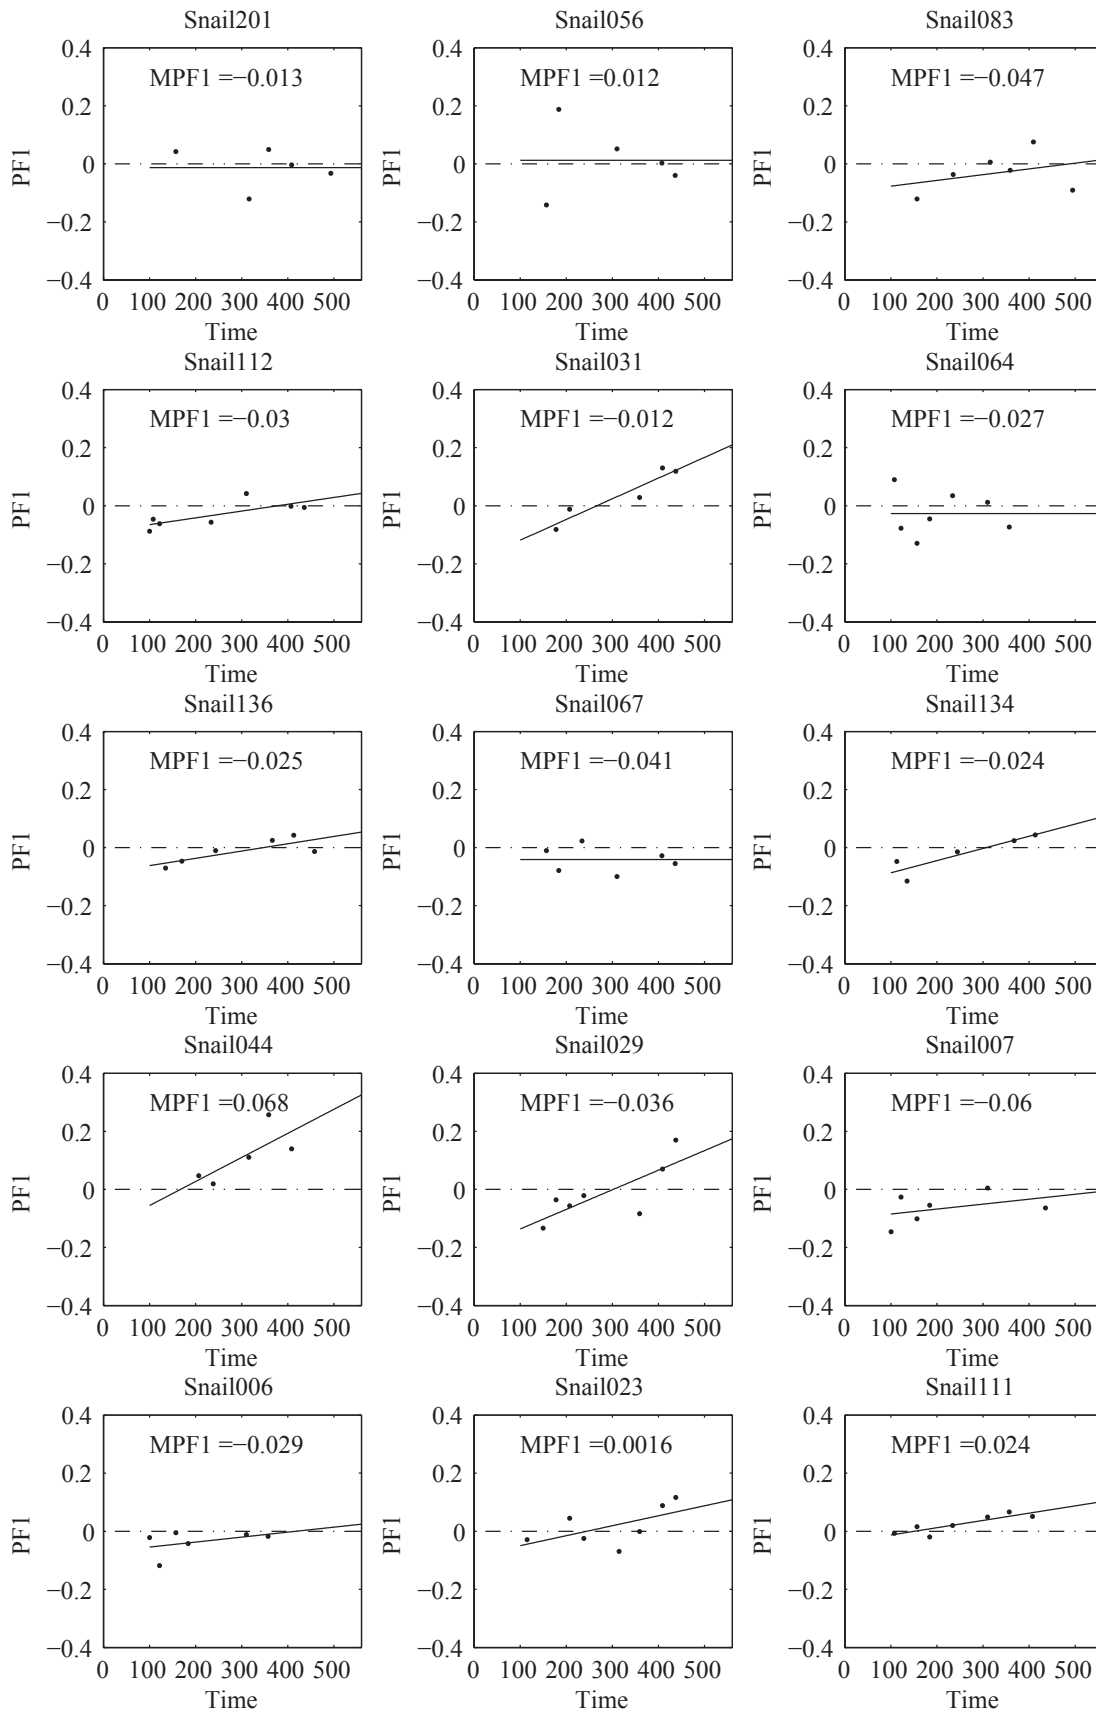 Snail201 Snail056 Snail083
0.4 0.4 0.4
MPF1 =−0.013 MPF1 =0.012 MPF1 =−0.047
0.2 0.2 0.2
PF1 PF1 PF1
0 0 0
−0.2 −0.2 −0.2
−0.4 −0.4 −0.4
0 100 200 300 400 500 0 100 200 300 400 500 0 100 200 300 400 500
Time Time Time
Snail112 Snail031 Snail064
0.4 0.4 0.4
MPF1 =−0.03 MPF1 =−0.012 MPF1 =−0.027
0.2 0.2 0.2
PF1 PF1 PF1
0 0 0
−0.2 −0.2 −0.2
−0.4 −0.4 −0.4
0 100 200 300 400 500 0 100 200 300 400 500 0 100 200 300 400 500
Time Time Time
Snail136 Snail067 Snail134
0.4 0.4 0.4
MPF1 =−0.025 MPF1 =−0.041 MPF1 =−0.024
0.2 0.2 0.2
PF1 PF1 PF1
0 0 0
−0.2 −0.2 −0.2
−0.4 −0.4 −0.4
0 100 200 300 400 500 0 100 200 300 400 500 0 100 200 300 400 500
Time Time Time
Snail044 Snail029 Snail007
0.4 0.4 0.4
MPF1 =0.068 MPF1 =−0.036 MPF1 =−0.06
0.2 0.2 0.2
PF1 PF1 PF1
0 0 0
−0.2 −0.2 −0.2
−0.4 −0.4 −0.4
0 100 200 300 400 500 0 100 200 300 400 500 0 100 200 300 400 500
Time Time Time
Snail006 Snail023 Snail111
0.4 0.4 0.4
MPF1 =−0.029 MPF1 =0.0016 MPF1 =0.024
0.2 0.2 0.2
PF1 PF1 PF1
0 0 0
−0.2 −0.2 −0.2
−0.4 −0.4 −0.4
0 100 200 300 400 500 0 100 200 300 400 500 0 100 200 300 400 500
Time Time Time